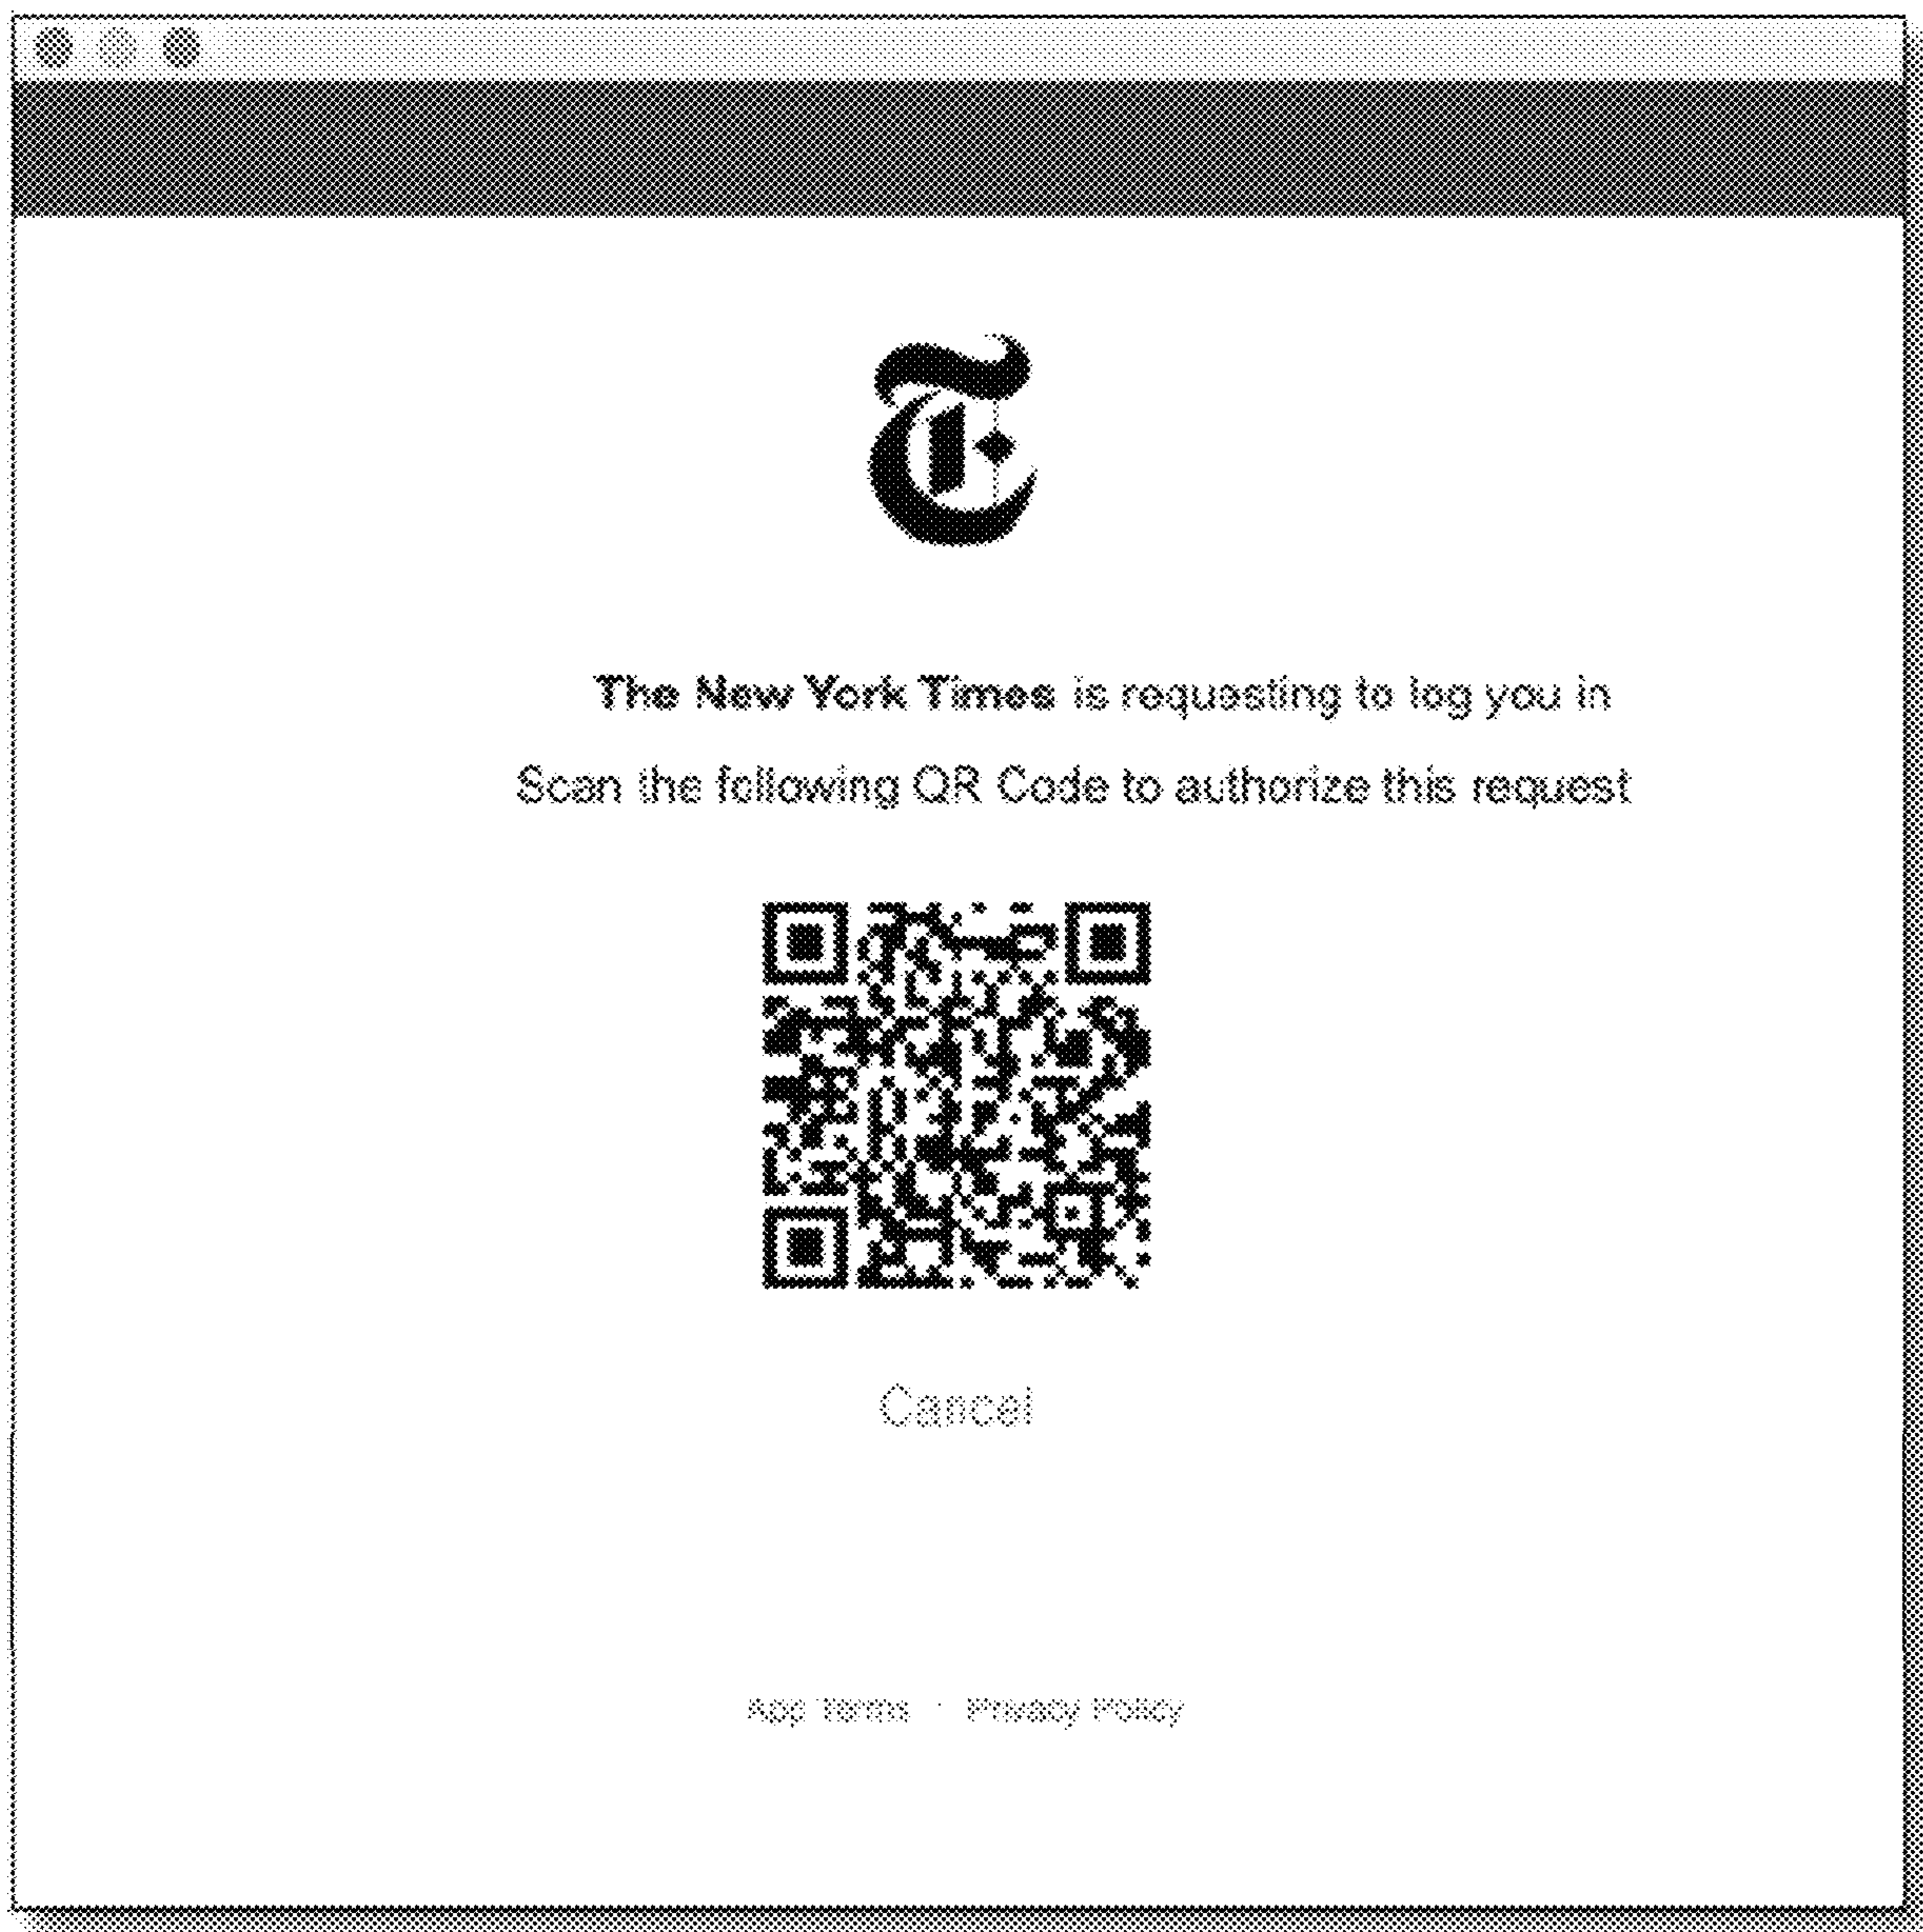 T
The New York Times is requesting to log you in
Scan the following QR Code to authorize this request
Cancel
App Terms · Privacy Policy